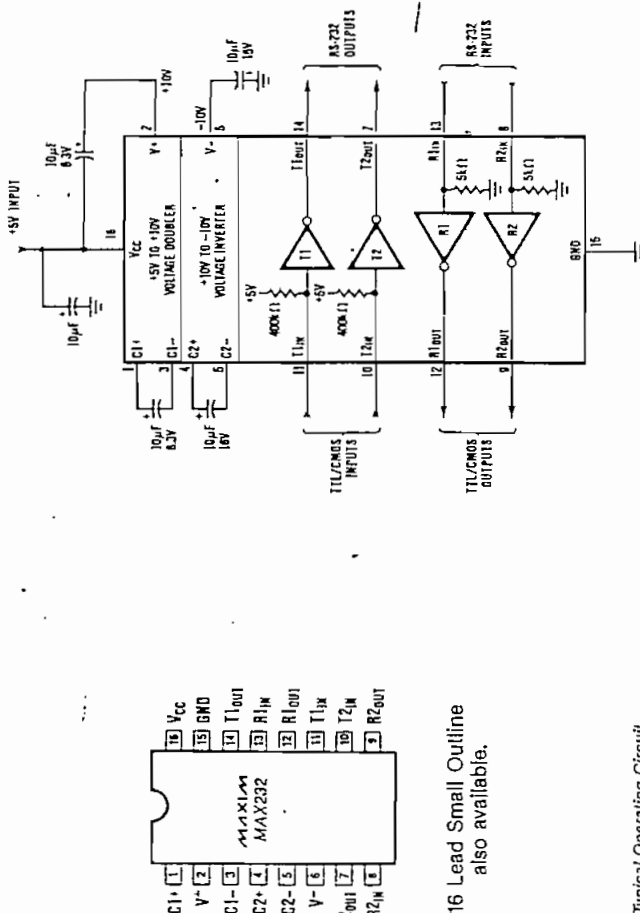 +5V INPUT
10μF
6.3V
+10V
10μF
16V
10μF
16
2
VCC
V+
+5V TO +10V
VOLTAGE DOUBLER
-10V
+10V TO -10V
VOLTAGE INVERTER
V-
1
C1+
3
C1-
4
C2+
5
C2-
10μF
6.3V
10μF
16V
+5V
400kΩ
T1
11
T1IN
T1OUT
14
400kΩ
T2
10
T2IN
T2OUT
7
TTL/CMOS
INPUTS
RS-232
OUTPUTS
12
R1OUT
R1
R1IN
13
5kΩ
9
R2OUT
R2
R2IN
8
5kΩ
TTL/CMOS
OUTPUTS
RS-232
INPUTS
GND
15
C1+ 1
V+ 2
C1- 3
C2+ 4
C2- 5
V- 6
OUT 7
R2IN 8
MAXIM
MAX232
16 VCC
15 GND
14 T1OUT
13 R1IN
12 R1OUT
11 T1IN
10 T2IN
9 R2OUT
16 Lead Small Outline
also available.
Typical Operating Circuit